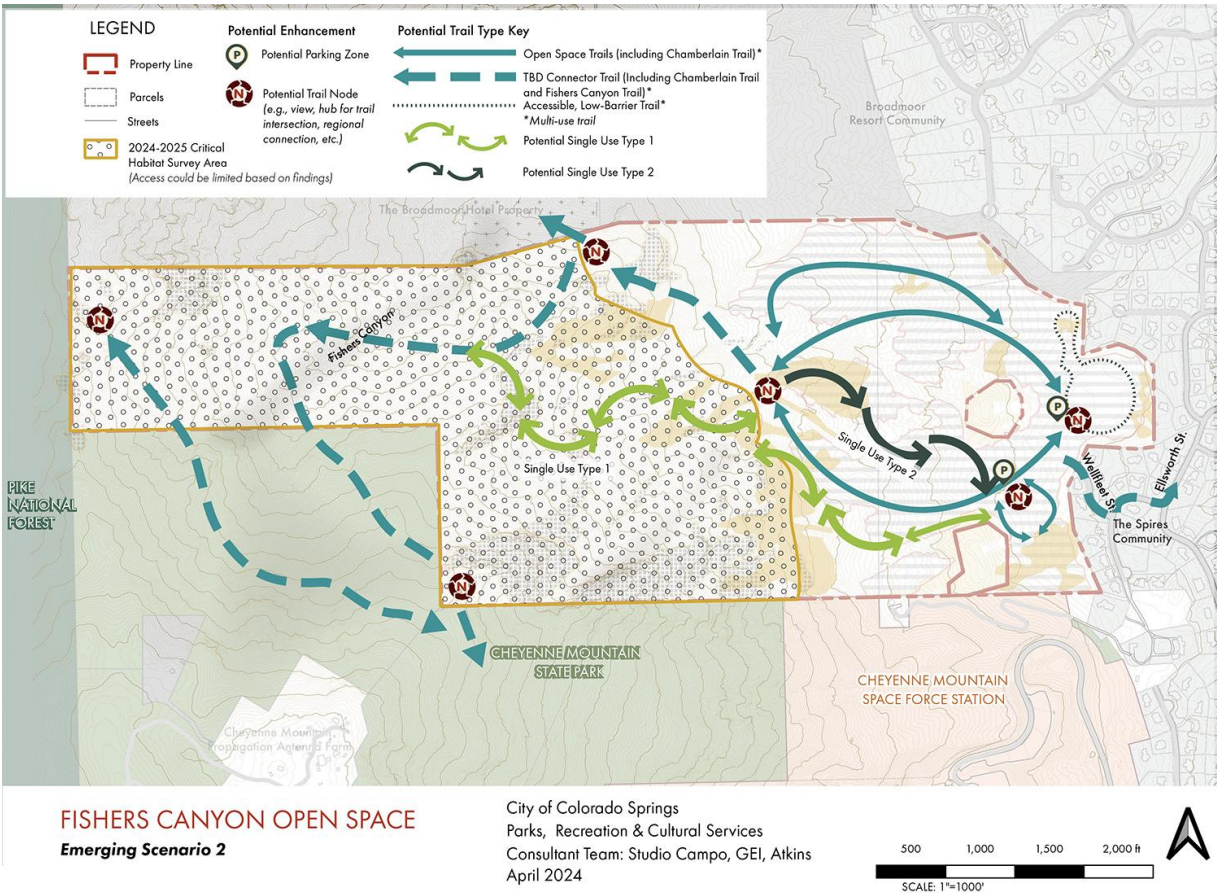 LEGEND
Property Line
Parcels
Streets
2024-2025 Critical
Habitat Survey Area
(Access could be limited based on findings)
Potential Enhancement
P
Potential Parking Zone
N
Potential Trail Node
(e.g., view, hub for trail
intersection, regional
connection, etc.)
Potential Trail Type Key
Open Space Trails (including Chamberlain Trail)*
TBD Connector Trail (Including Chamberlain Trail
and Fishers Canyon Trail)*
Accessible, Low-Barrier Trail*
*Multi-use trail
Potential Single Use Type 1
Potential Single Use Type 2
Broadmoor
Resort Community
The Broadmoor Hotel Property
N
N
Fishers Canyon
N
P
N
Single Use Type 2
Single Use Type 1
P
N
Wellfleet St.
Ellsworth St.
The Spires
Community
PIKE
NATIONAL
FOREST
N
CHEYENNE MOUNTAIN
STATE PARK
CHEYENNE MOUNTAIN
SPACE FORCE STATION
Cheyenne Mountain
Propagation Antenna Farm
FISHERS CANYON OPEN SPACE
Emerging Scenario 2
City of Colorado Springs
Parks, Recreation & Cultural Services
Consultant Team: Studio Campo, GEI, Atkins
April 2024
500 1,000 1,500 2,000 ft
SCALE: 1"=1000'